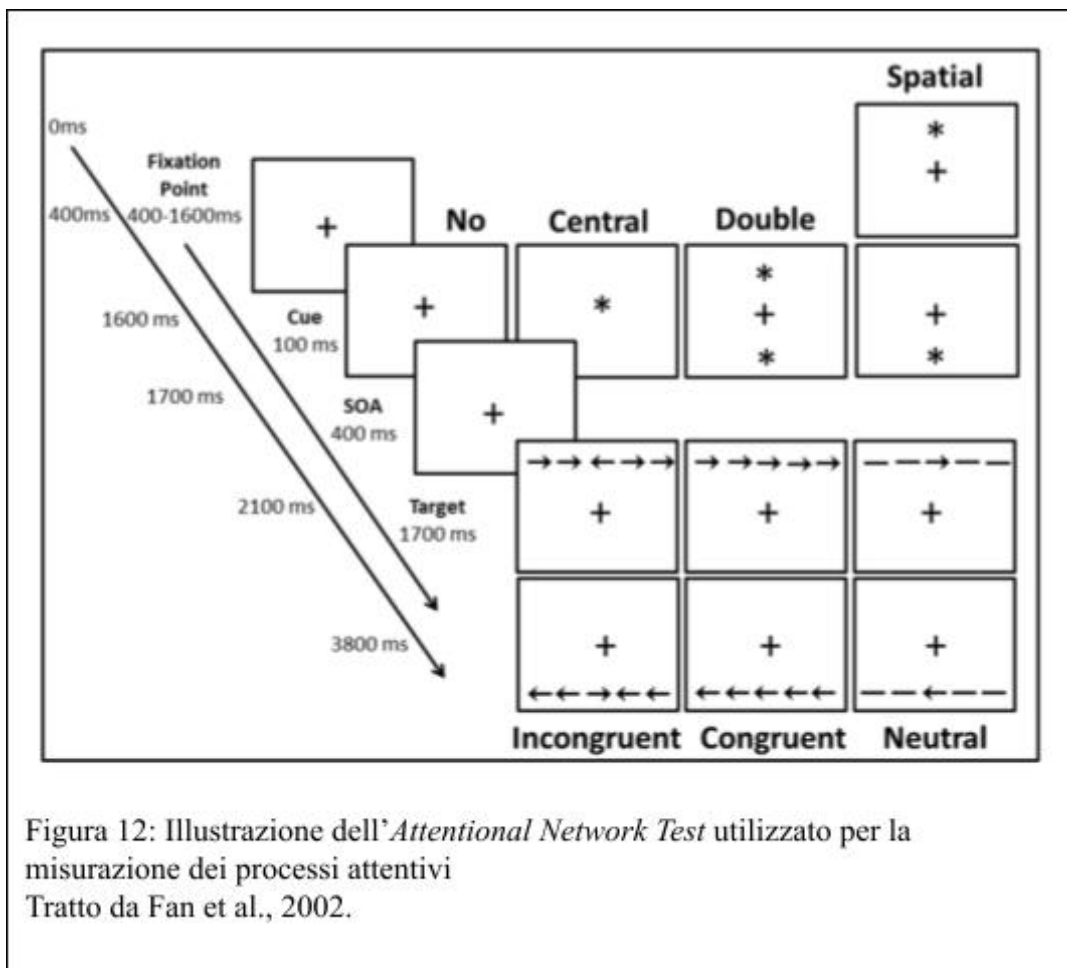 Spatial
*
+
0ms
Fixation
Point
400ms
400-1600ms
+
No
Central
Double
+
*
*
+
*
+
*
Cue
100 ms
1600 ms
+
1700 ms
SOA
400 ms
→→←→→
→→→→→
——→——
+
+
+
2100 ms
Target
1700 ms
3800 ms
+
+
+
←←→←←
←←←←←
——←——
Incongruent
Congruent
Neutral
Figura 12: Illustrazione dell’Attentional Network Test utilizzato per la
misurazione dei processi attentivi
Tratto da Fan et al., 2002.